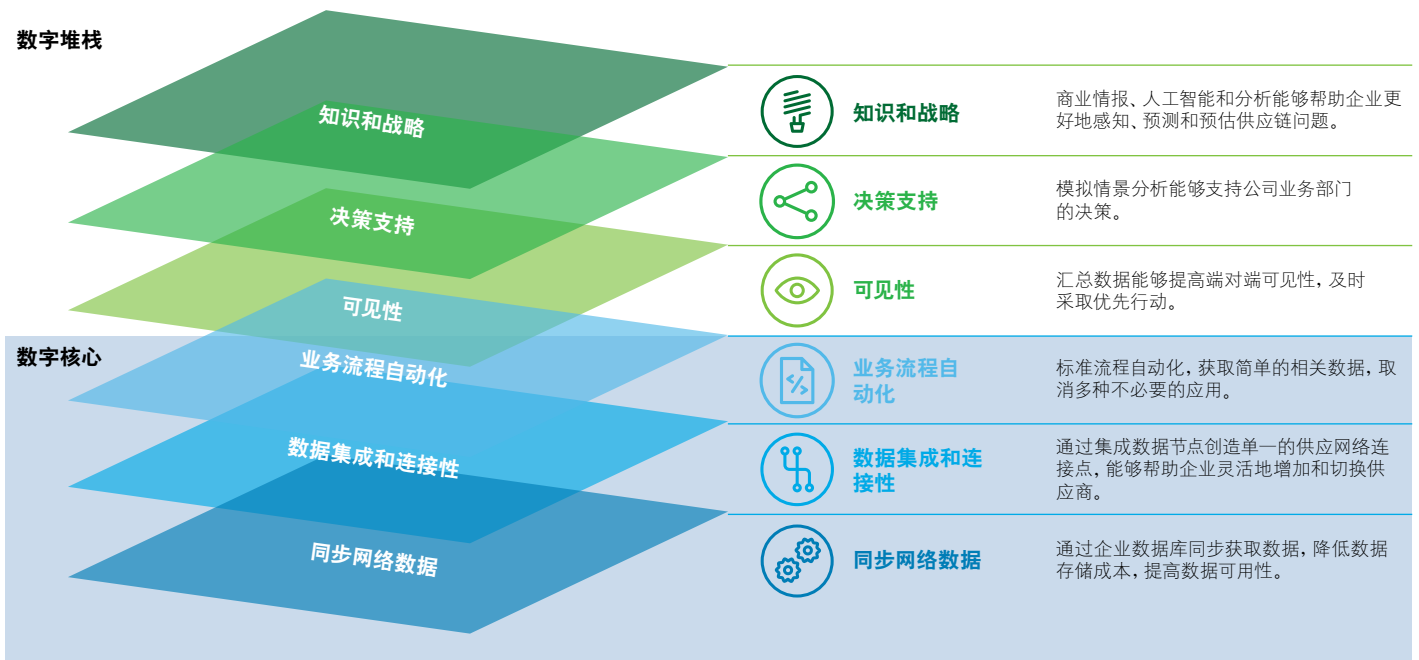 数字堆栈
知识和战略
决策支持
可见性
数字核心
业务流程自动化
数据集成和连接性
同步网络数据
知识和战略
商业情报、人工智能和分析能够帮助企业更
好地感知、预测和预估供应链问题。
决策支持
模拟情景分析能够支持公司业务部门
的决策。
可见性
汇总数据能够提高端对端可见性，及时
采取优先行动。
业务流程自
动化
标准流程自动化，获取简单的相关数据，取
消多种不必要的应用。
数据集成和连
接性
通过集成数据节点创造单一的供应网络连
接点，能够帮助企业灵活地增加和切换供
应商。
同步网络数据
通过企业数据库同步获取数据，降低数据
存储成本，提高数据可用性。